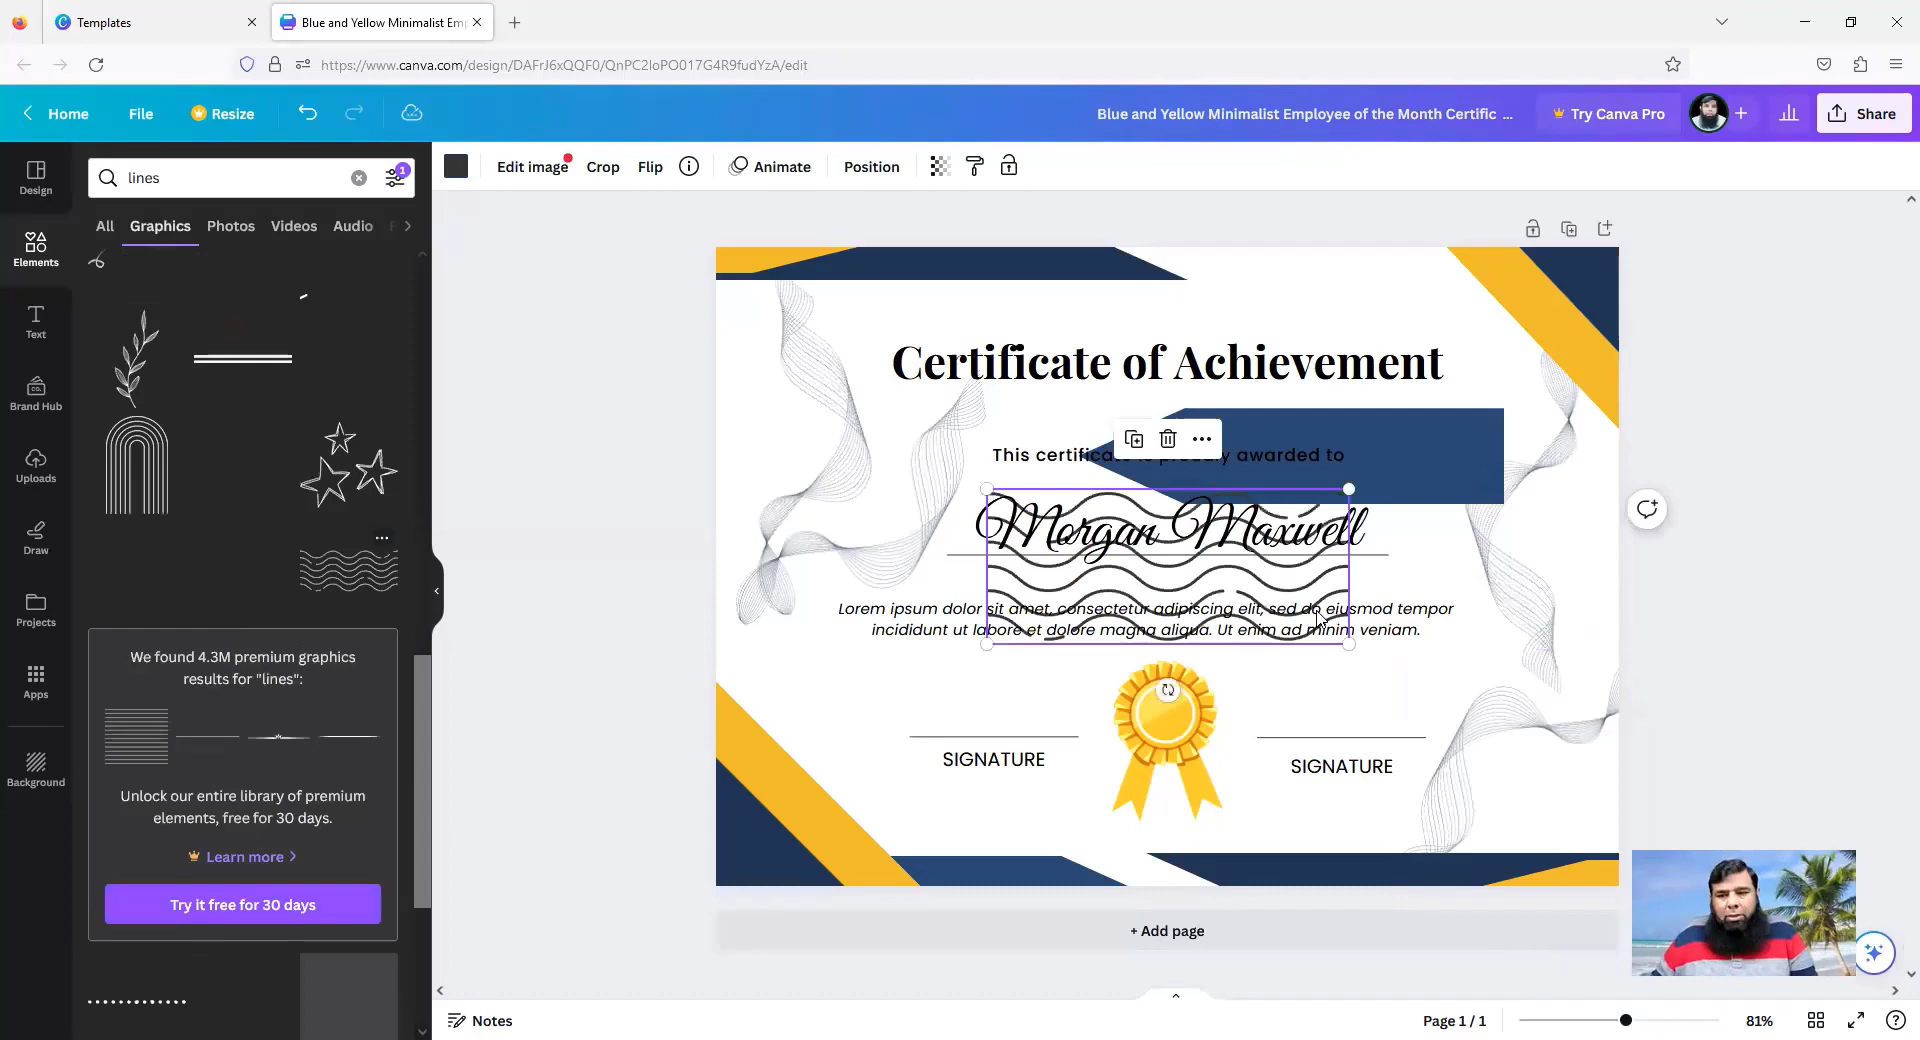 Templates
Blue and Yellow Minimalist Em
https://www.canva.com/design/DAFrJ6xQQF0/QnPC2loPO017G4R9fudYzA/edit
Home
File
Resize
Blue and Yellow Minimalist Employee of the Month Certific ...
Try Canva Pro
Share
Design
Elements
Text
Brand Hub
Uploads
Draw
Projects
Apps
Background
lines
1
All
Graphics
Photos
Videos
Audio
We found 4.3M premium graphics
results for "lines":
Unlock our entire library of premium
elements, free for 30 days.
Learn more
Try it free for 30 days
Edit image
Crop
Flip
Animate
Position
Certificate of Achievement
This certificate is proudly awarded to
Morgan Maxwell
Lorem ipsum dolor sit amet, consectetur adipiscing elit, sed do eiusmod tempor
incididunt ut labore et dolore magna aliqua. Ut enim ad minim veniam.
SIGNATURE
SIGNATURE
+ Add page
Notes
Page 1 / 1
81%